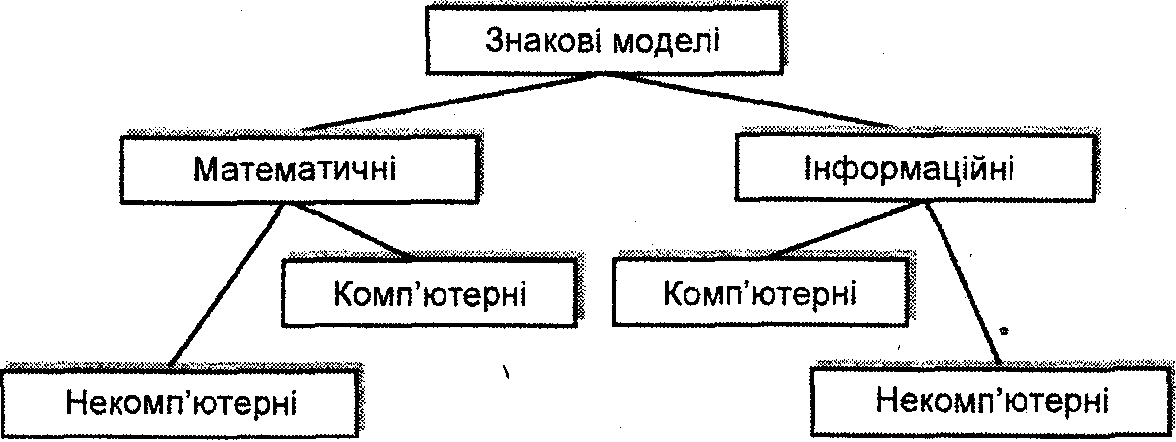 Знакові моделі
Математичні
Інформаційні
Комп'ютерні
Комп'ютерні
Некомп'ютерні
Некомп'ютерні